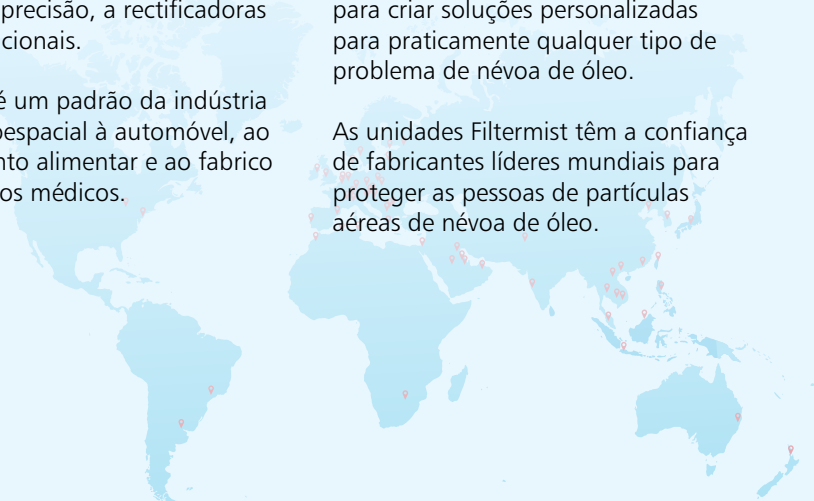 precisão, a rectificadoras
cionais.
é um padrão da indústria
espacial à automóvel, ao
nto alimentar e ao fabrico
os médicos.
para criar soluções personalizadas
para praticamente qualquer tipo de
problema de névoa de óleo.
As unidades Filtermist têm a confiança
de fabricantes líderes mundiais para
proteger as pessoas de partículas
aéreas de névoa de óleo.